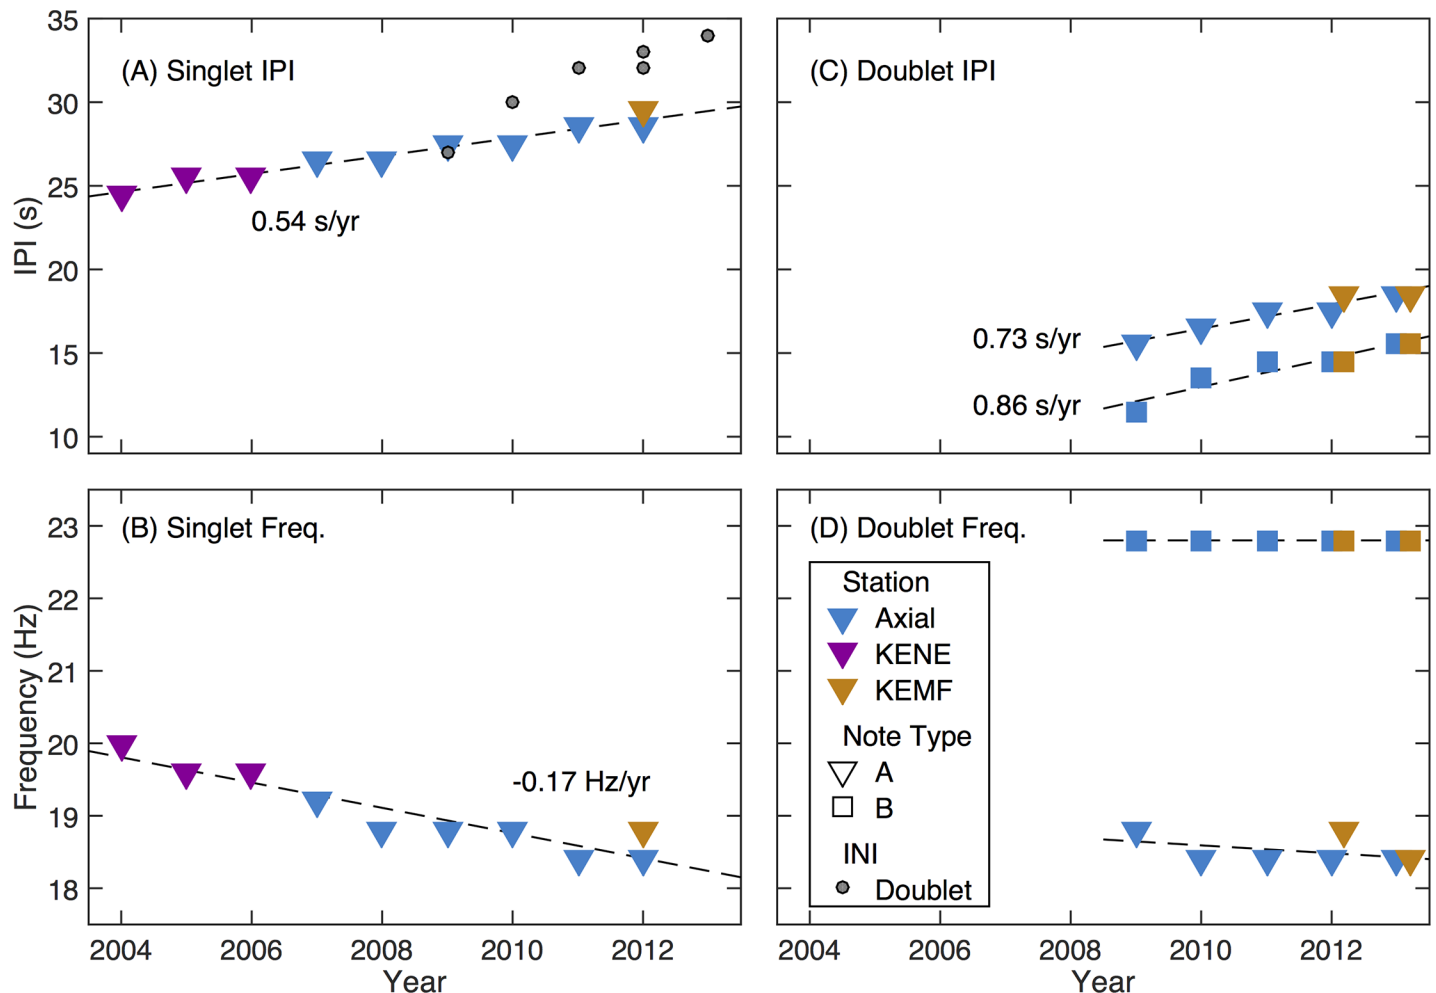 (A) Singlet IPI
0.54 s/yr
35
30
25
20
15
10
IPI (s)
(C) Doublet IPI
0.73 s/yr
0.86 s/yr
(B) Singlet Freq.
-0.17 Hz/yr
23
22
21
20
19
18
Frequency (Hz)
2004 2006 2008 2010 2012
Year
(D) Doublet Freq.
Station
Axial
KENE
KEMF
Note Type
A
B
INI
Doublet
2004 2006 2008 2010 2012
Year